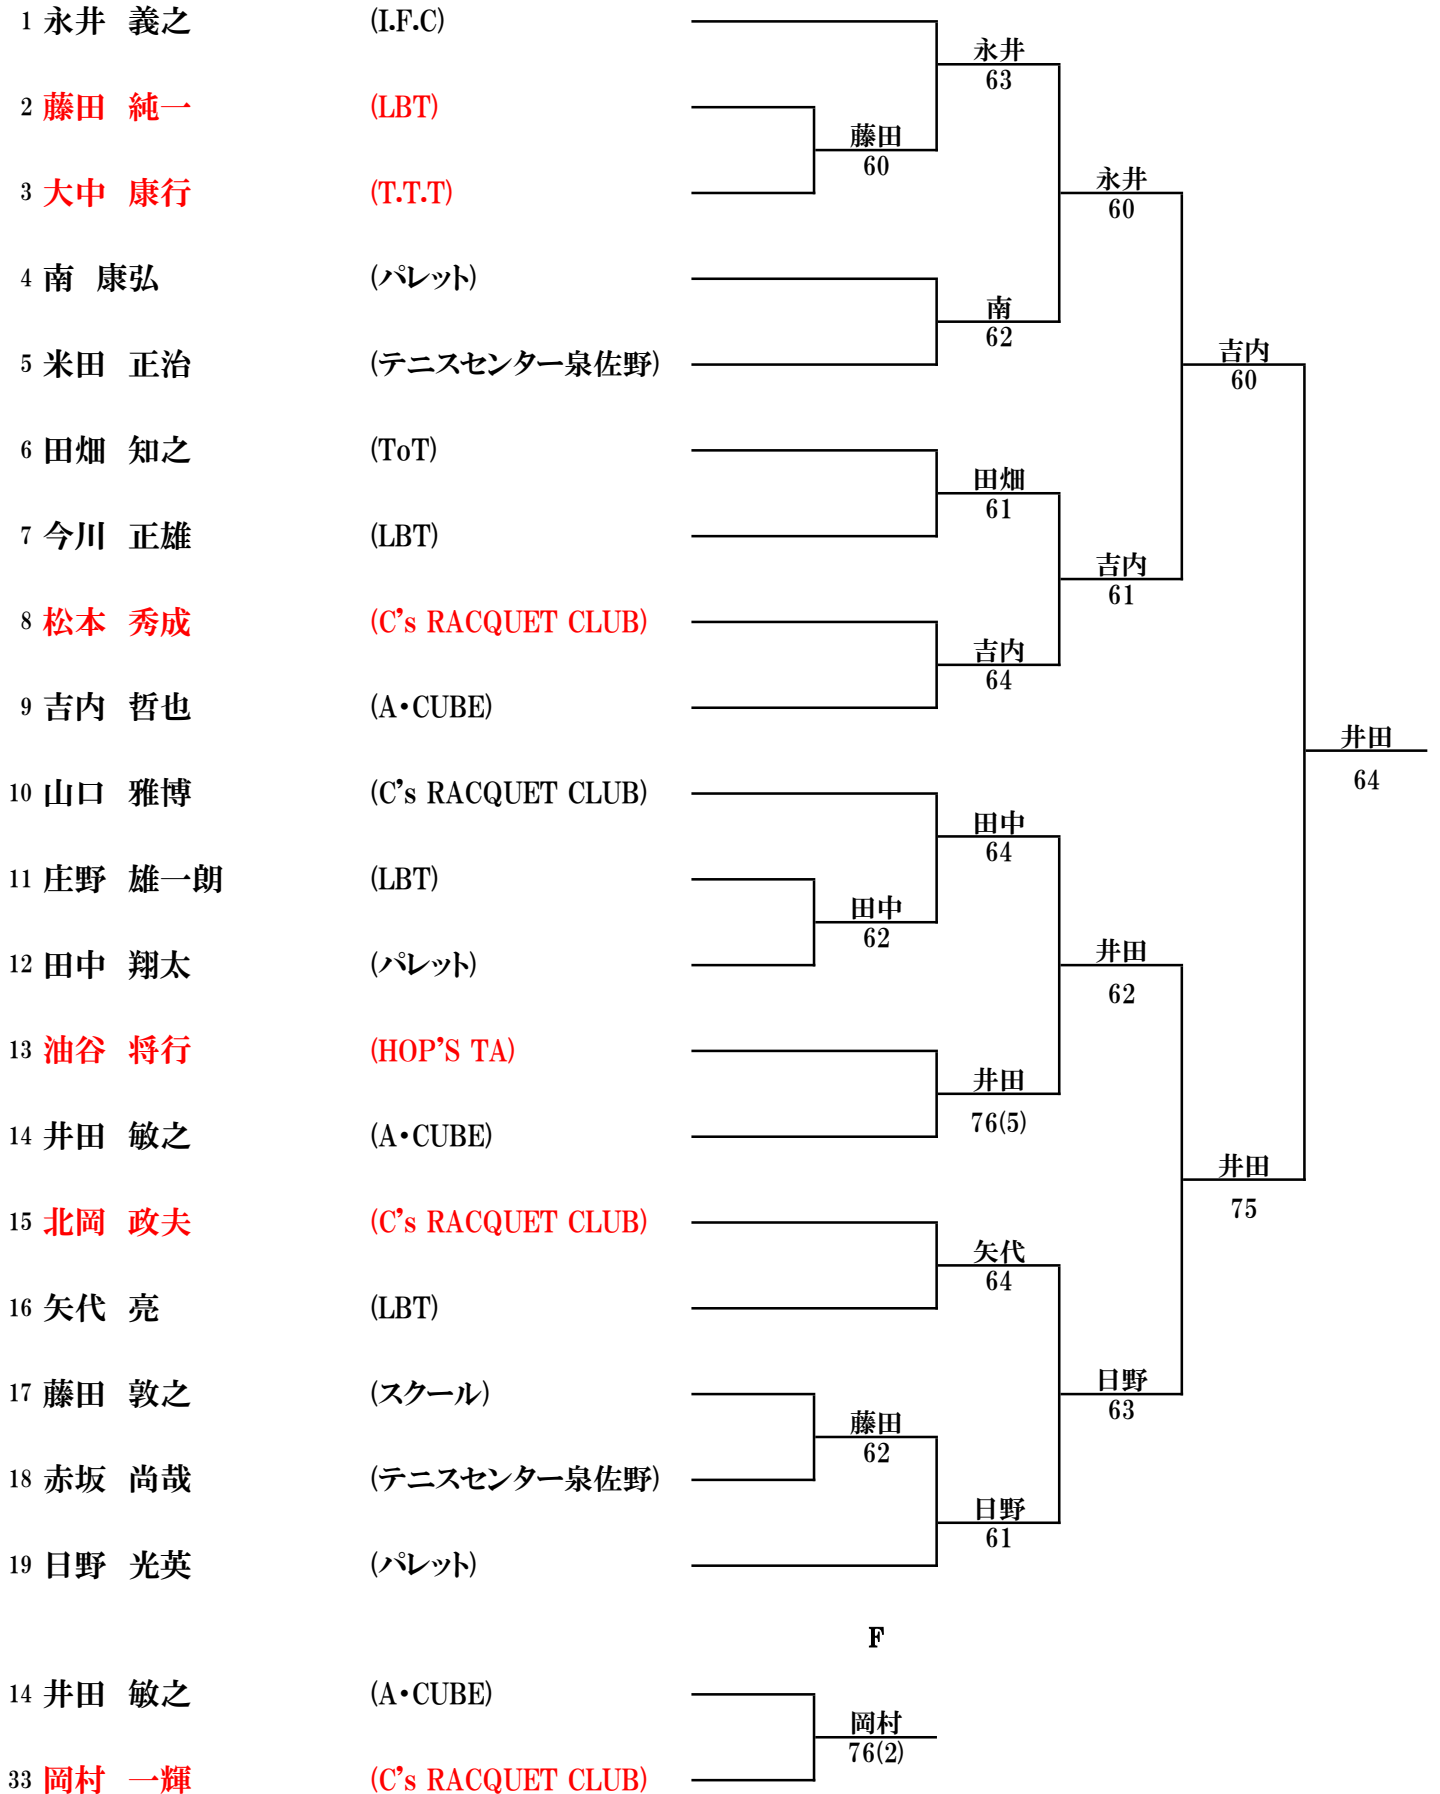 1 永井 義之 (I.F.C)
永井
63
2 藤田 純一 (LBT)
藤田
60
3 大中 康行 (T.T.T)
永井
60
4 南 康弘 (パレット)
南
62
5 米田 正治 (テニスセンター泉佐野)
吉内
60
6 田畑 知之 (ToT)
田畑
61
7 今川 正雄 (LBT)
吉内
61
8 松本 秀成 (C's RACQUET CLUB)
吉内
64
9 吉内 哲也 (A・CUBE)
井田
64
10 山口 雅博 (C's RACQUET CLUB)
田中
64
11 庄野 雄一朗 (LBT)
田中
62
12 田中 翔太 (パレット)
井田
62
13 油谷 将行 (HOP'S TA)
井田
76(5)
14 井田 敏之 (A・CUBE)
井田
75
15 北岡 政夫 (C's RACQUET CLUB)
矢代
64
16 矢代 亮 (LBT)
17 藤田 敦之 (スクール)
日野
63
藤田
62
18 赤坂 尚哉 (テニスセンター泉佐野)
日野
61
19 日野 光英 (パレット)
F
14 井田 敏之 (A・CUBE)
岡村
76(2)
33 岡村 一輝 (C's RACQUET CLUB)